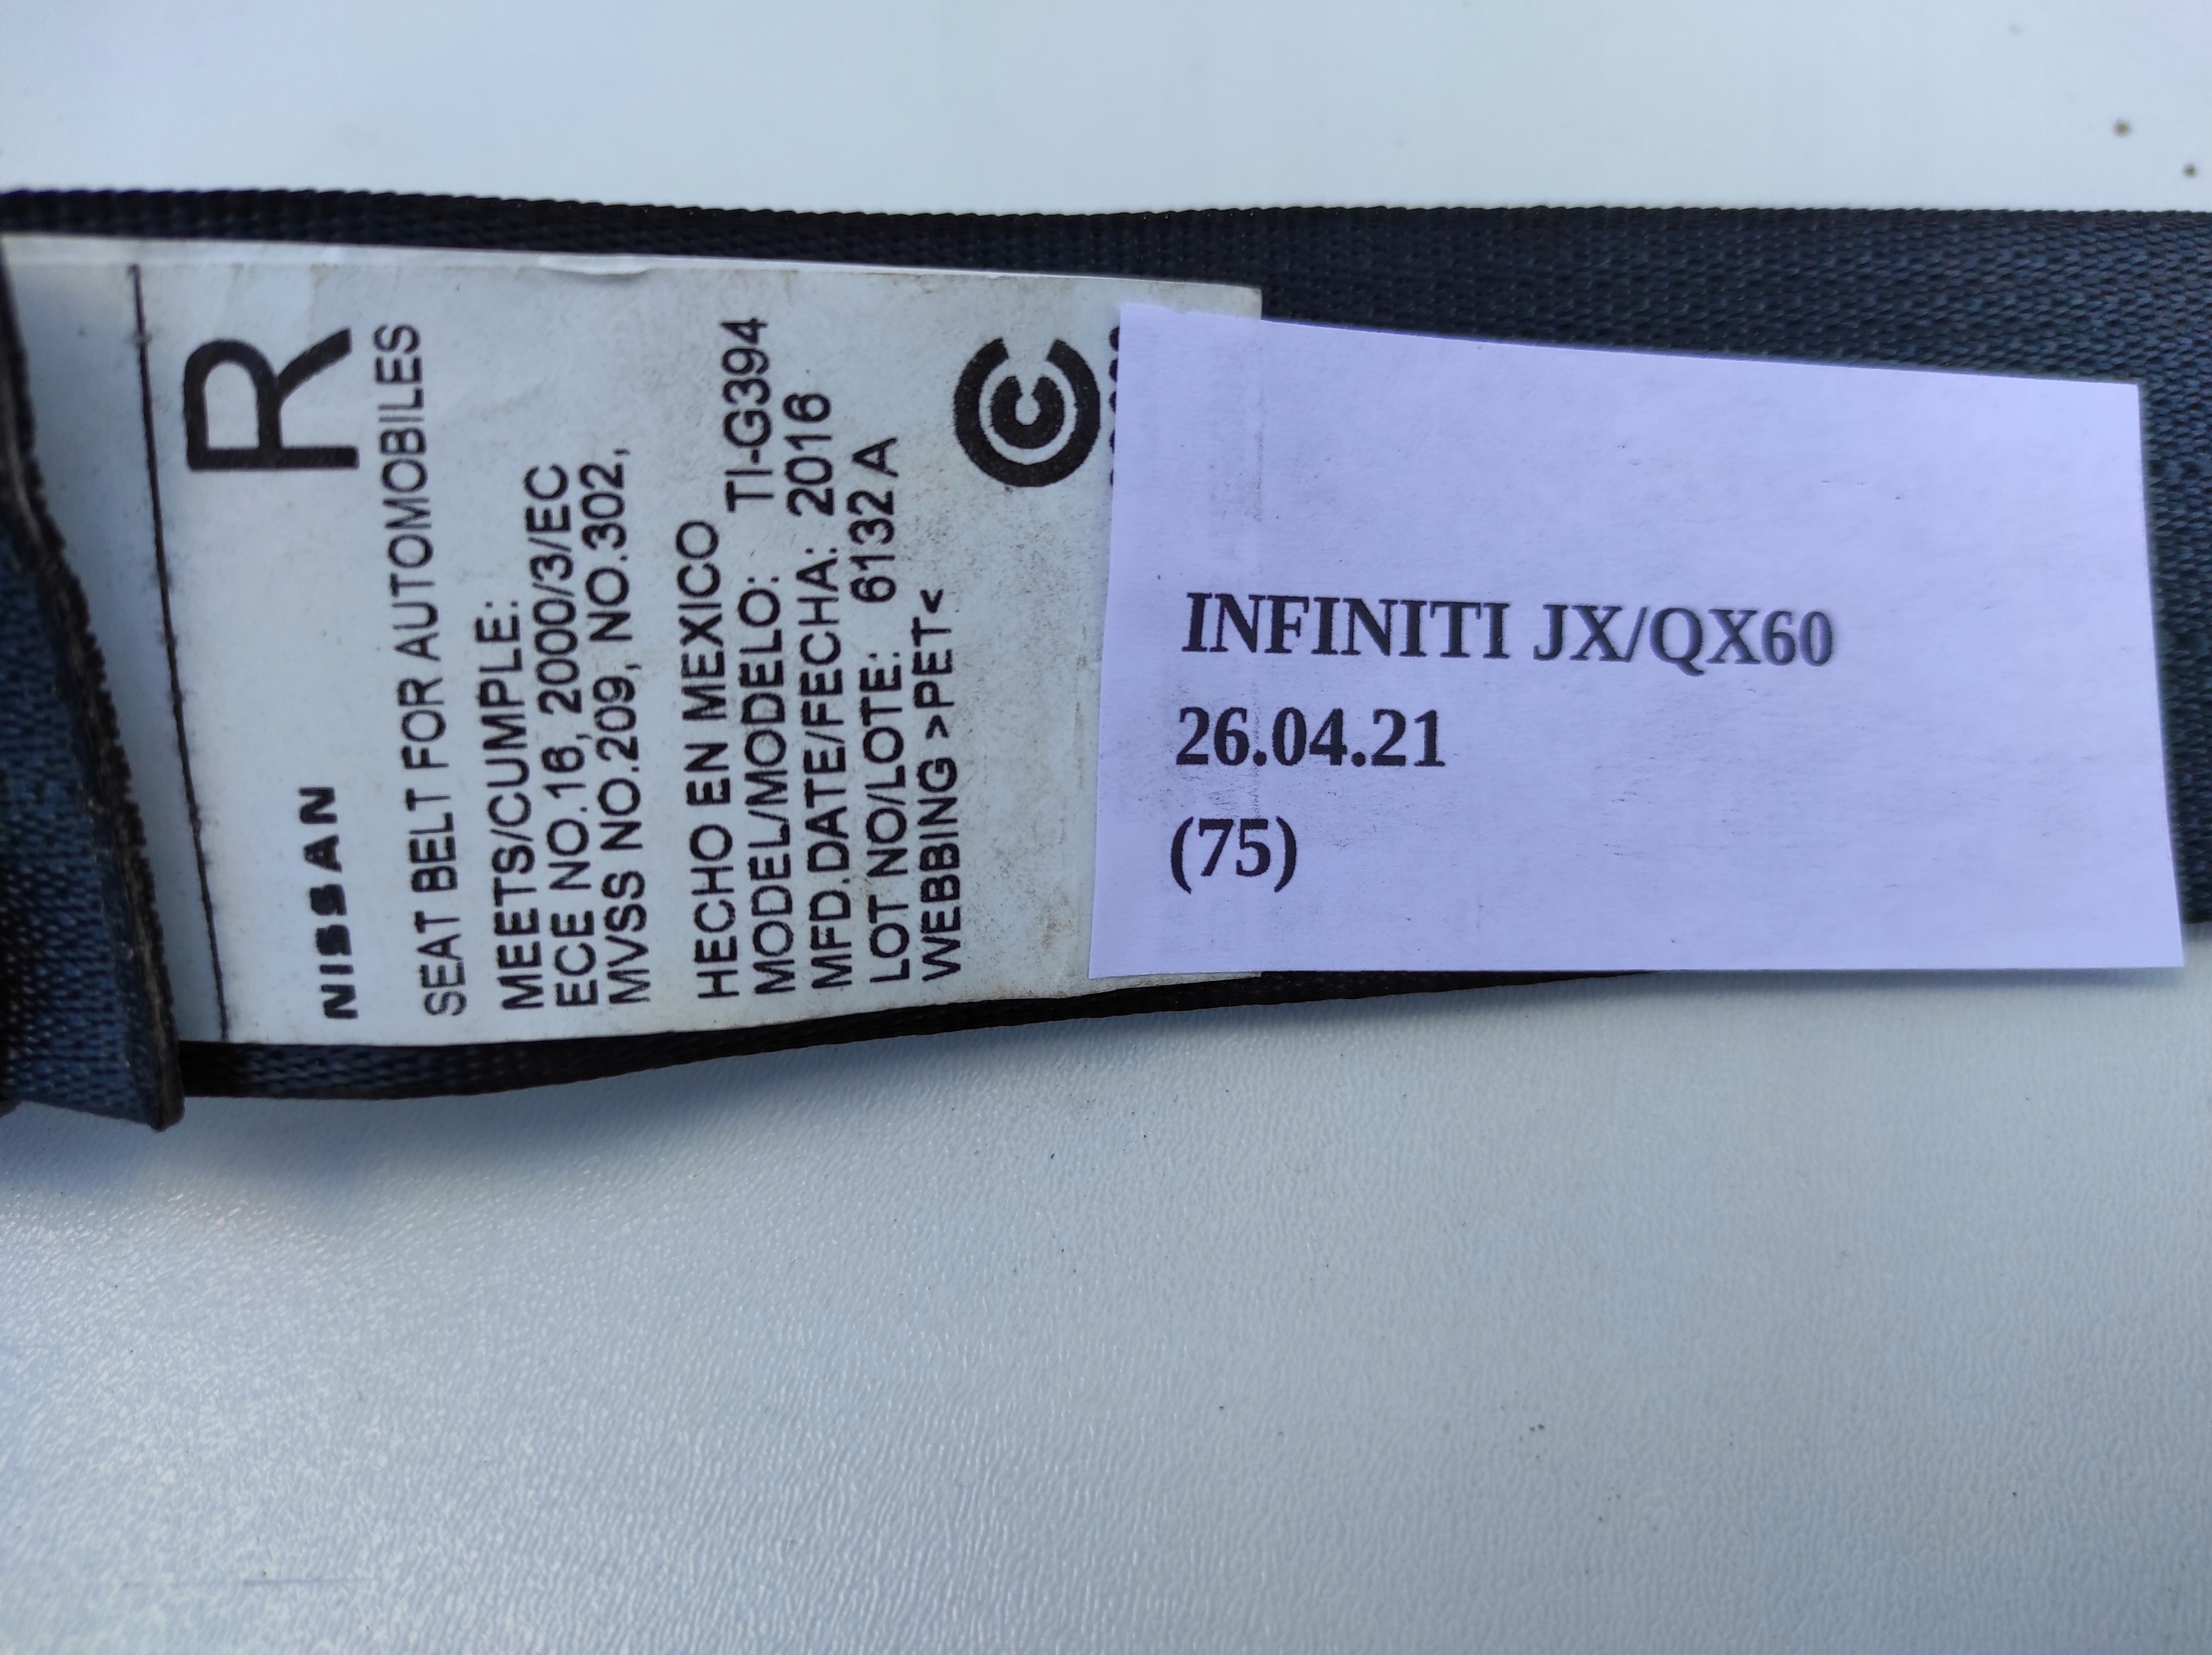 R
NISSAN
SEAT BELT FOR AUTOMOBILES
MEETS/CUMPLE:
ECE NO.16, 2000/3/EC
MVSS NO.209, NO.302,
HECHO EN MEXICO
MODEL/MODELO: TI-G394
MFD.DATE/FECHA: 2016
LOT NO/LOTE: 6132 A
WEBBING >PET<
C
INFINITI JX/QX60
26.04.21
(75)